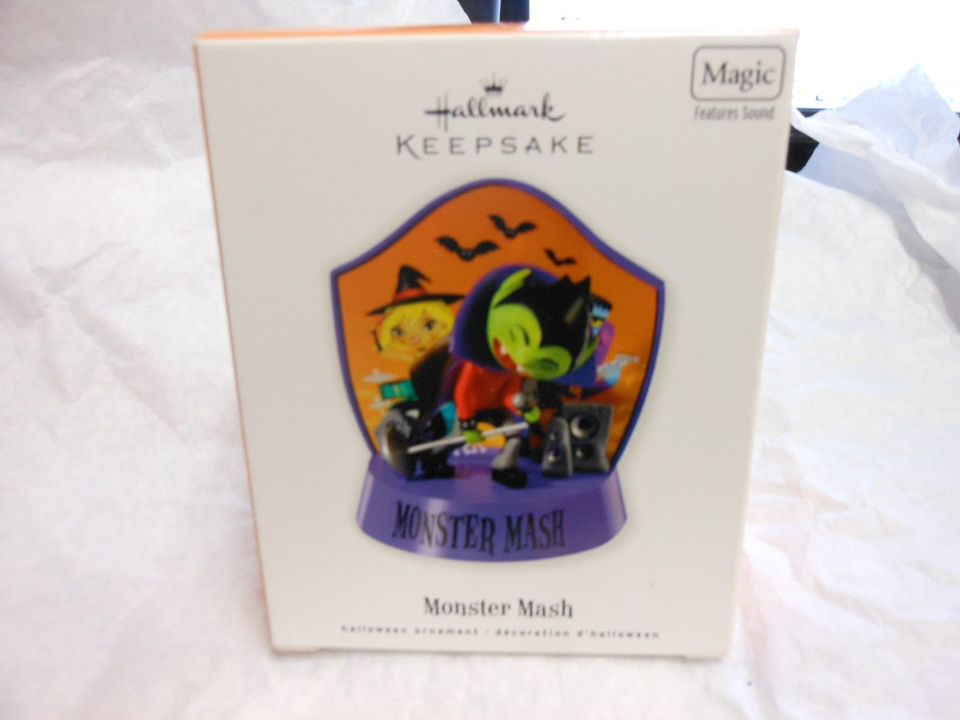 Magic
Features Sound
Hallmark
KEEPSAKE
MONSTER MASH
Monster Mash
halloween ornament · décoration d'halloween